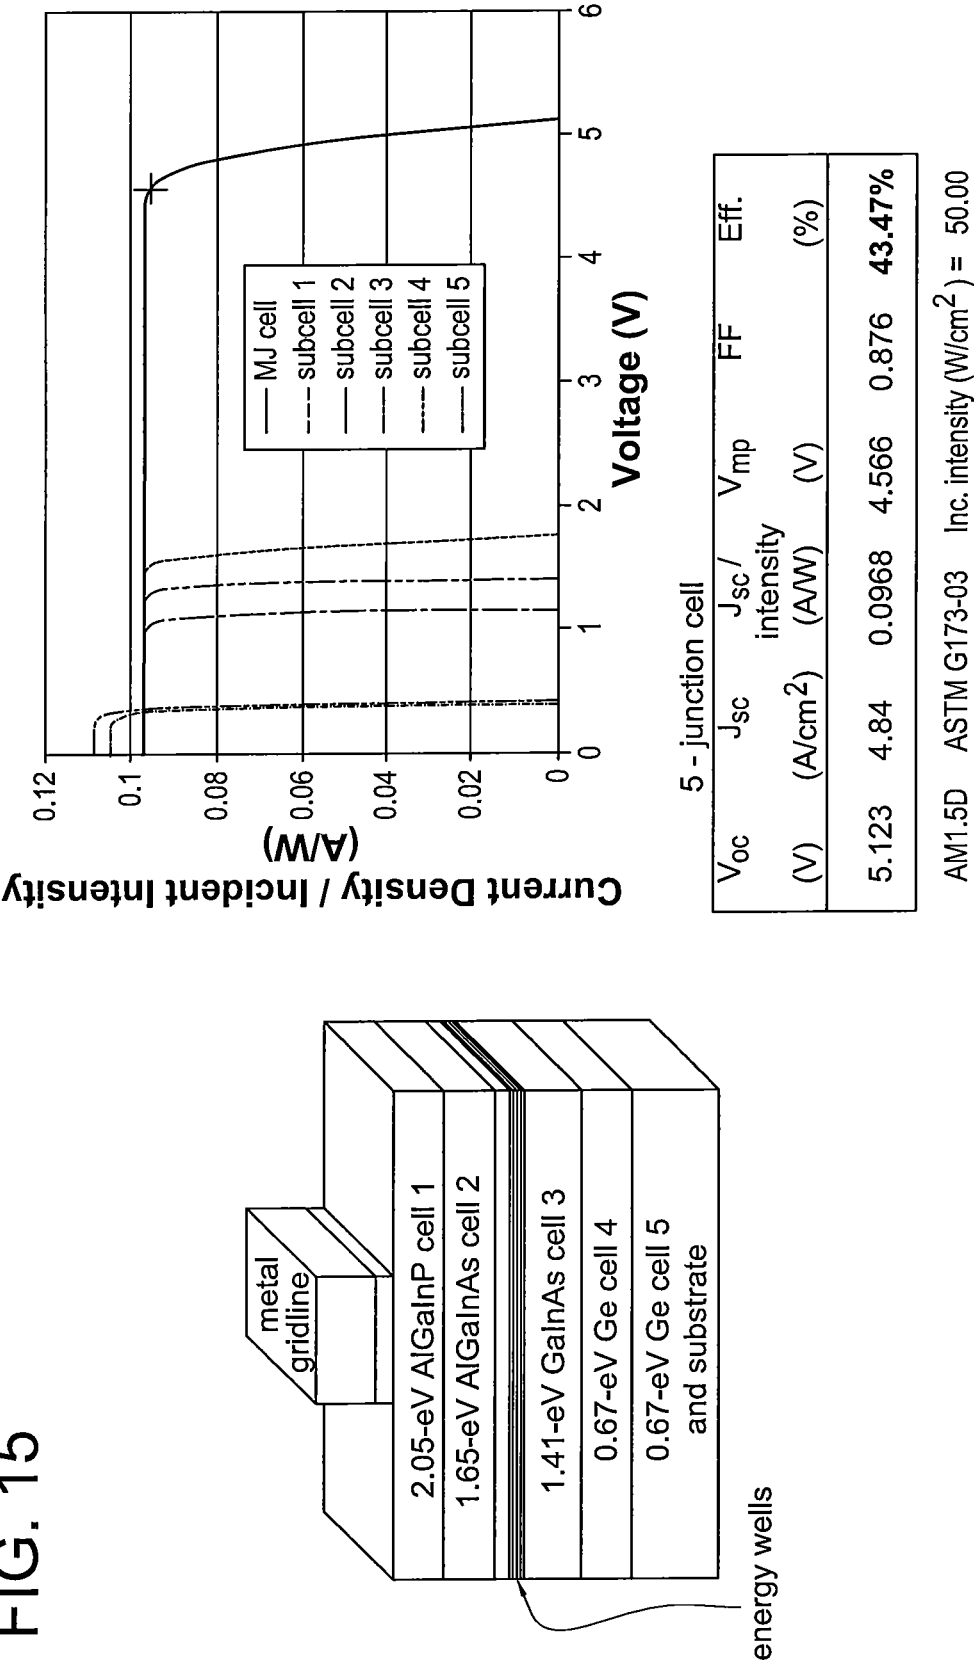 FIG. 15
metal
gridline
2.05-eV AlGaInP cell 1
1.65-eV AlGaInAs cell 2
1.41-eV GaInAs cell 3
0.67-eV Ge cell 4
0.67-eV Ge cell 5
and substrate
energy wells
Current Density / Incident Intensity
(A/W)
0.12
0.1
0.08
0.06
0.04
0.02
0
0 1 2 3 4 5 6
Voltage (V)
MJ cell
subcell 1
subcell 2
subcell 3
subcell 4
subcell 5
5 - junction cell
Voc Jsc Jsc / Vmp FF Eff.
intensity
(V) (A/cm²) (A/W) (V) (%)
5.123 4.84 0.0968 4.566 0.876 43.47%
AM1.5D ASTM G173-03 Inc. intensity (W/cm²) = 50.00